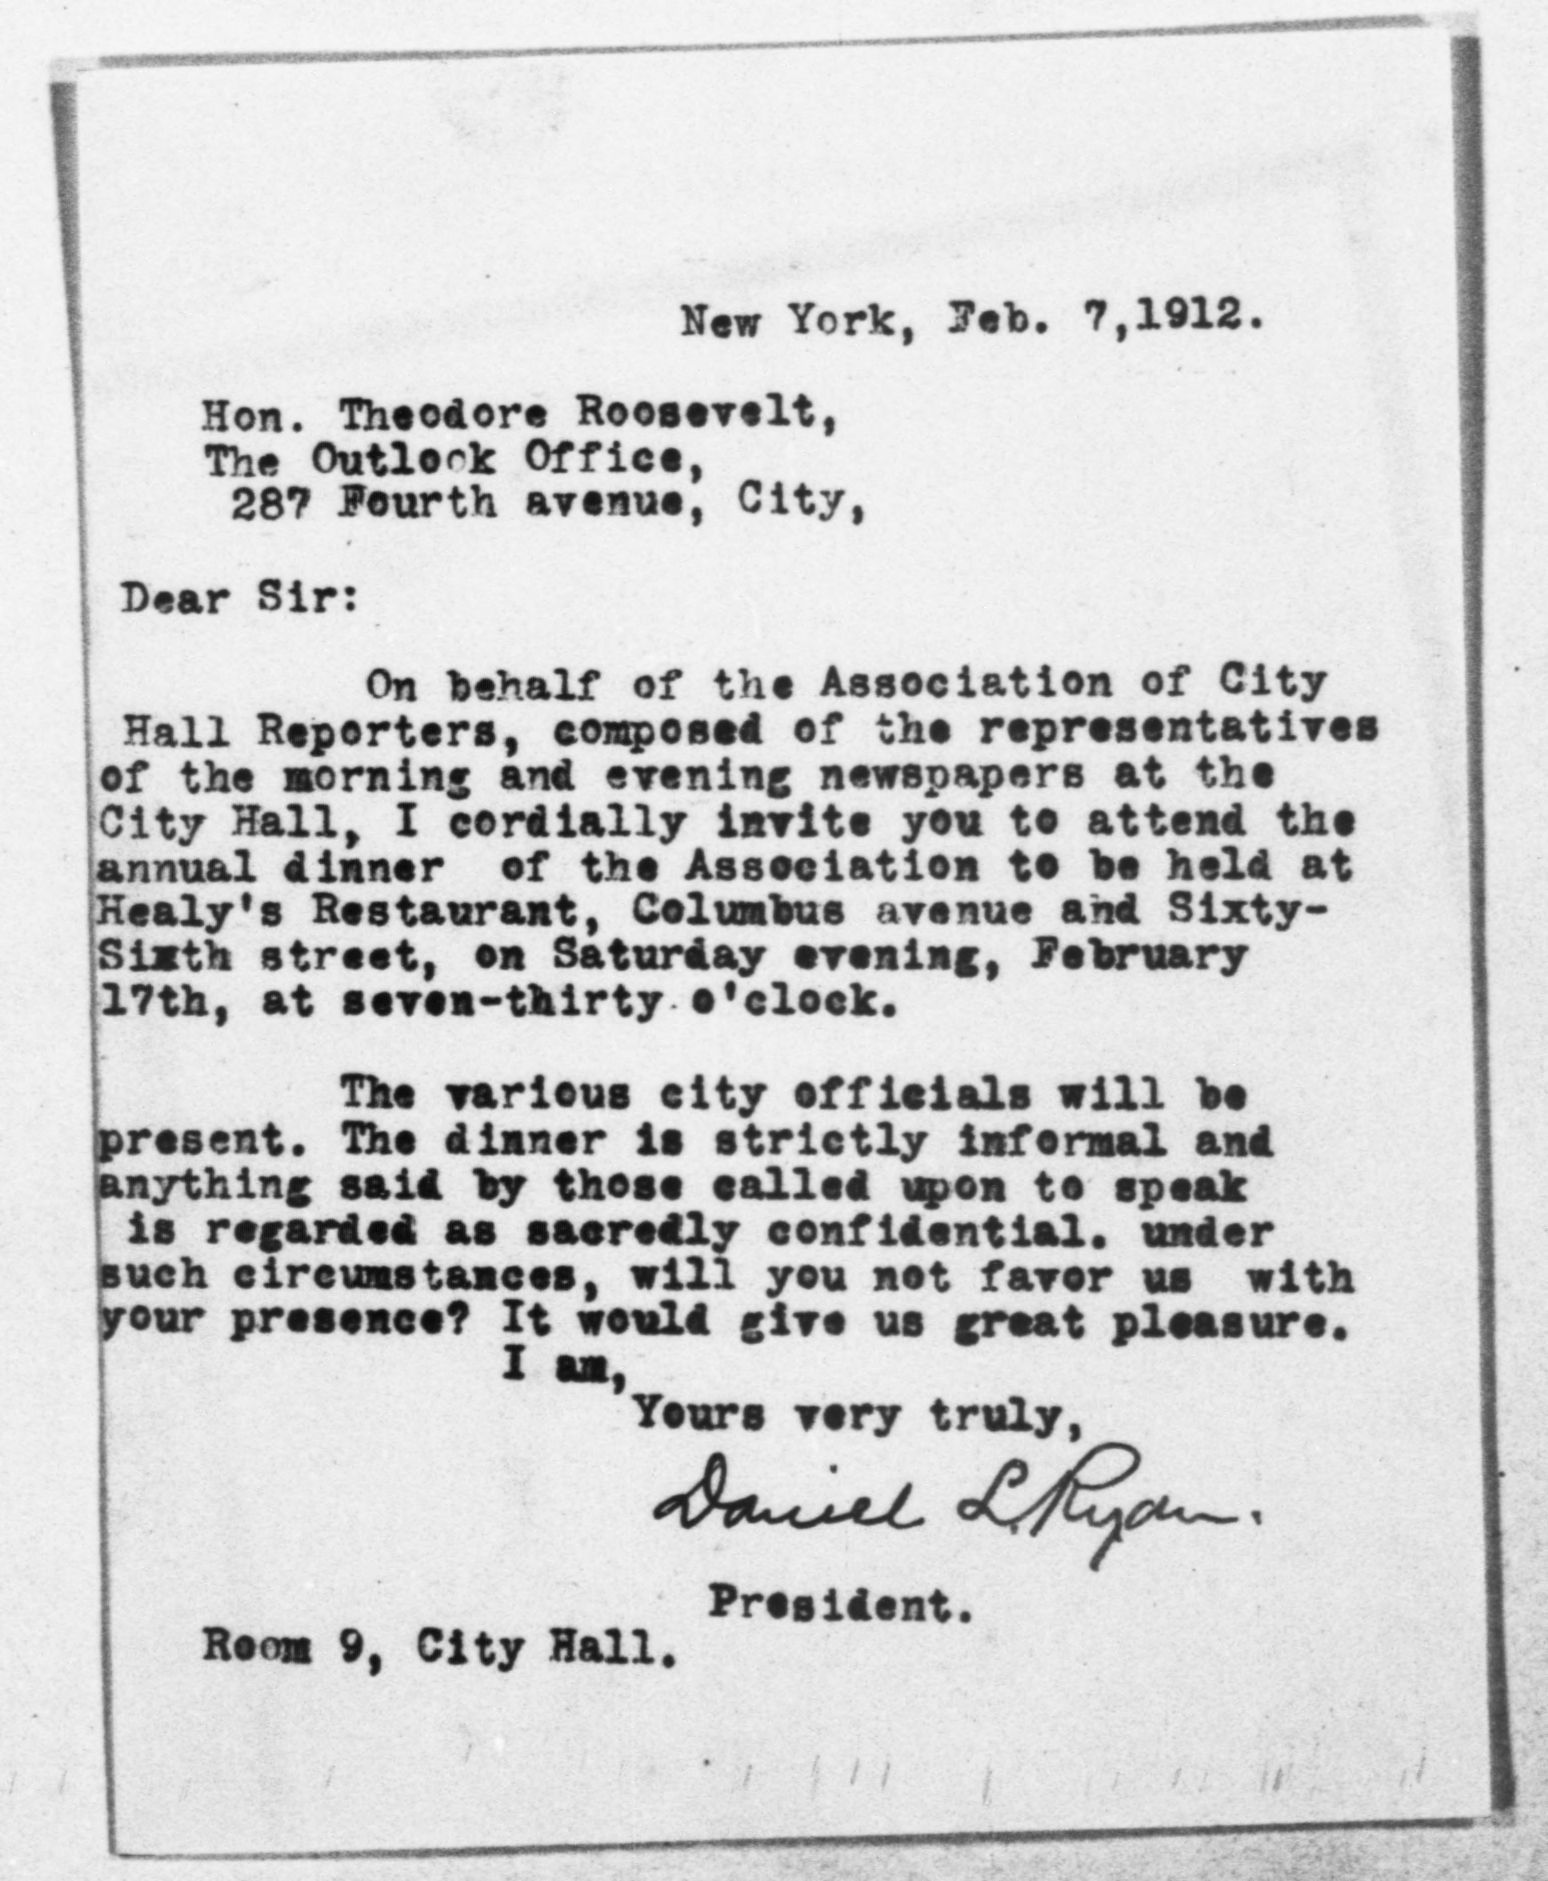 New York, Feb. 7,1912.
Hon. Theodore Roosevelt,
The Outlook Office,
287 Fourth avenue, City,
Dear Sir:
On behalf of the Association of City
Hall Reporters, composed of the representatives
of the morning and evening newspapers at the
City Hall, I cordially invite you to attend the
annual dinner of the Association to be held at
Healy's Restaurant, Columbus avenue and Sixty-
Sixth street, on Saturday evening, February
17th, at seven-thirty o'clock.
The various city officials will be
present. The dinner is strictly informal and
anything said by those called upon to speak
is regarded as sacredly confidential. under
such circumstances, will you not favor us with
your presence? It would give us great pleasure.
I am,
Yours very truly,
Daniel L. Ryan.
President.
Room 9, City Hall.